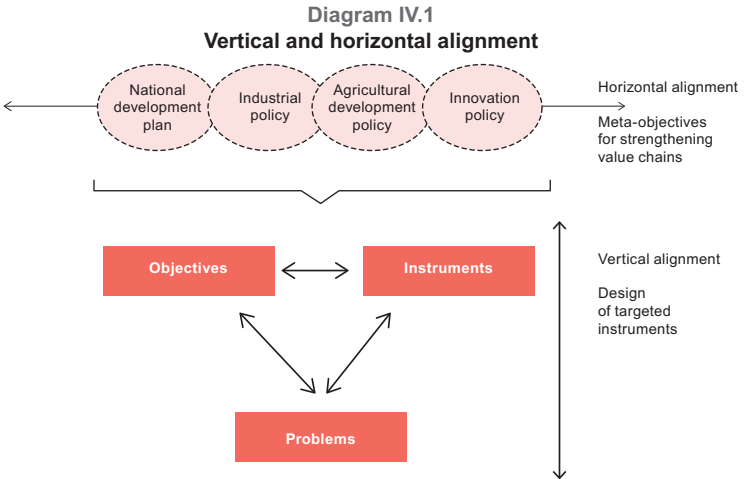 Diagram IV.1
Vertical and horizontal alignment
National
development
plan
Industrial
policy
Agricultural
development
policy
Innovation
policy
Horizontal alignment
Meta-objectives
for strengthening
value chains
Objectives
Instruments
Vertical alignment
Design
of targeted
instruments
Problems